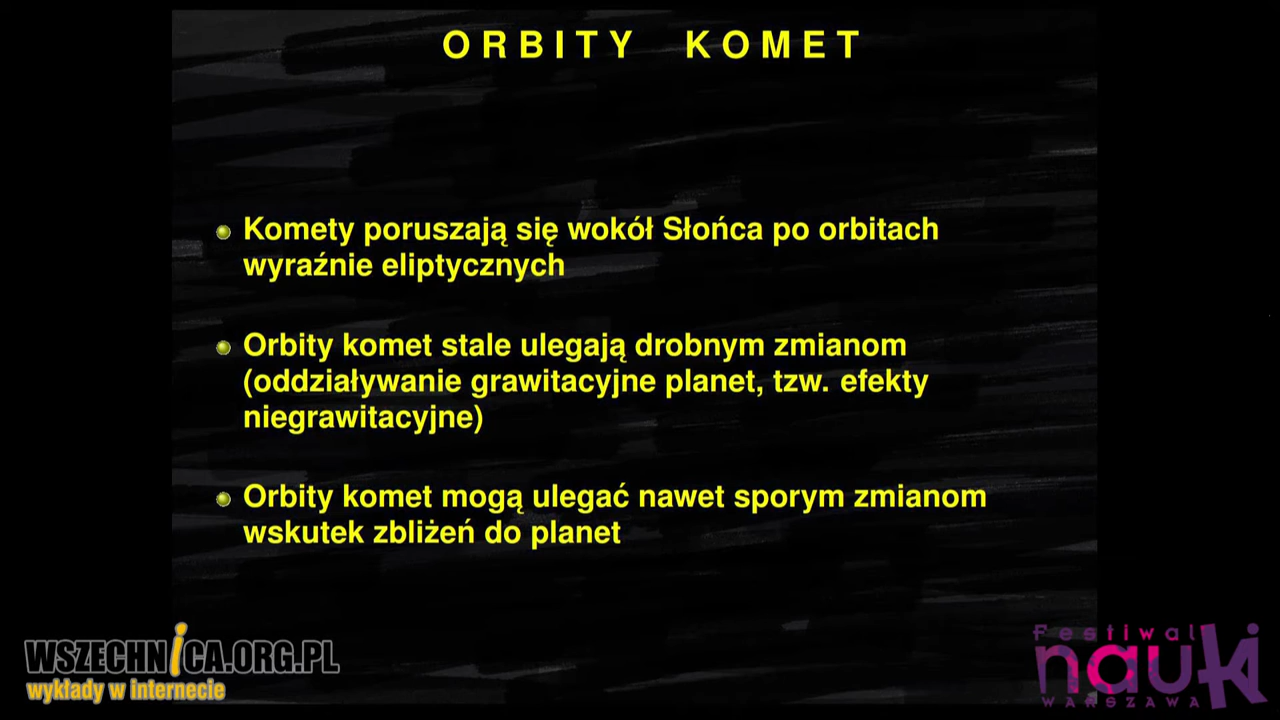 ORBITY KOMET
Komety poruszają się wokół Słońca po orbitach
wyraźnie eliptycznych
Orbity komet stale ulegają drobnym zmianom
(oddziaływanie grawitacyjne planet, tzw. efekty
niegrawitacyjne)
Orbity komet mogą ulegać nawet sporym zmianom
wskutek zbliżeń do planet
WSZECHNICA.ORG.PL
wykłady w internecie
Festiwal
nauki
WARSZAWA